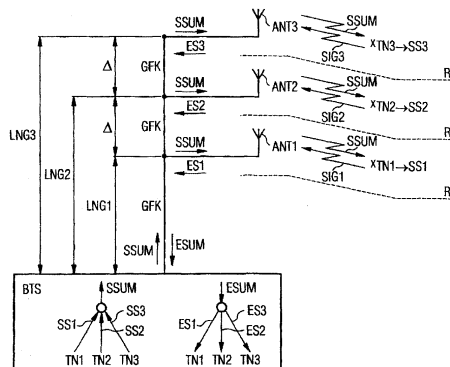 SSUM
ANT3
SSUM
ES3
SIG3
xTN3→SS3
R
Δ
GFK
SSUM
ANT2
SSUM
ES2
SIG2
xTN2→SS2
R
LNG3
Δ
GFK
SSUM
ANT1
SSUM
ES1
SIG1
xTN1→SS1
R
LNG2
LNG1
GFK
SSUM
ESUM
BTS
SSUM
ESUM
SS1
SS3
SS2
ES1
ES3
ES2
TN1 TN2 TN3
TN1 TN2 TN3